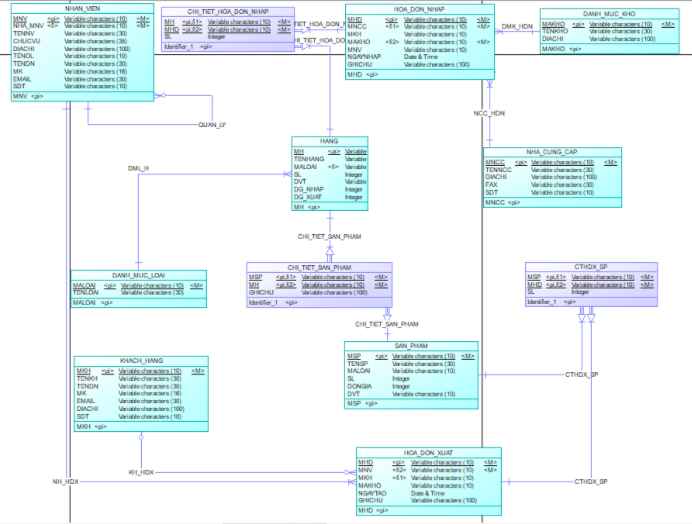 NHAN_VIEN
MNV <pi> Variable characters (10) <M>
NHA_MNV <fi> Variable characters (10) <M>
TENNV Variable characters (30)
CHUCVU Variable characters (35)
DIACHI Variable characters (100)
TENOL Variable characters (10)
TENDN Variable characters (30)
MK Variable characters (16)
EMAIL Variable characters (30)
SDT Variable characters (10)
MNV <pi>
CHI_TIET_HOA_DON_NHAP
MH <pi,fi1> Variable characters (10) <M>
MHD <pi,fi2> Variable characters (10) <M>
SL Integer
Identifier_1 <pi>
HOA_DON_NHAP
MHD <pi> Variable characters (10) <M>
MNCC <fi1> Variable characters (10) <M>
MKH Variable characters (10)
MAKHO <fi2> Variable characters (10) <M>
MNV Variable characters (10)
NGAYNHAP Date & Time
GHICHU Variable characters (100)
MHD <pi>
DMK_HDN
DANH_MUC_KHO
MAKHO <pi> Variable characters (10) <M>
TENKHO Variable characters (30)
DIACHI Variable characters (100)
MAKHO <pi>
QUAN_LY
NCC_HDN
HANG
MH <pi> Variable
TENHANG Variable
MALOAI <fi> Variable
SL Integer
DVT Variable
DG_NHAP Integer
DG_XUAT Integer
MH <pi>
NHA_CUNG_CAP
MNCC <pi> Variable characters (10) <M>
TENNCC Variable characters (30)
DIACHI Variable characters (100)
FAX Variable characters (30)
SDT Variable characters (10)
MNCC <pi>
DML_H
CHI_TIET_SAN_PHAM
DANH_MUC_LOAI
MALOAI <pi> Variable characters (10) <M>
TENLOAI Variable characters (30)
MALOAI <pi>
CHI_TIET_SAN_PHAM
MSP <pi,fi1> Variable characters (10) <M>
MH <pi,fi2> Variable characters (10) <M>
GHICHU Variable characters (100)
Identifier_1 <pi>
CTHDX_SP
MSP <pi,fi1> Variable characters (10) <M>
MHD <pi,fi2> Variable characters (10) <M>
SL Integer
Identifier_1 <pi>
CHI_TIET_SAN_PHAM
SAN_PHAM
MSP <pi> Variable characters (10) <M>
TENSP Variable characters (30)
MALOAI Variable characters (10)
SL Integer
DONGIA Integer
DVT Variable characters (10)
MSP <pi>
CTHDX_SP
KHACH_HANG
MKH <pi> Variable characters (10) <M>
TENKH Variable characters (30)
TENDN Variable characters (30)
MK Variable characters (16)
EMAIL Variable characters (30)
DIACHI Variable characters (100)
SDT Variable characters (10)
MKH <pi>
HOA_DON_XUAT
MHD <pi> Variable characters (10) <M>
MNV <fi2> Variable characters (10) <M>
MKH <fi1> Variable characters (10)
MAKHO Variable characters (10)
NGAYTAO Date & Time
GHICHU Variable characters (100)
MHD <pi>
KH_HDX
NH_HDX
CTHDX_SP